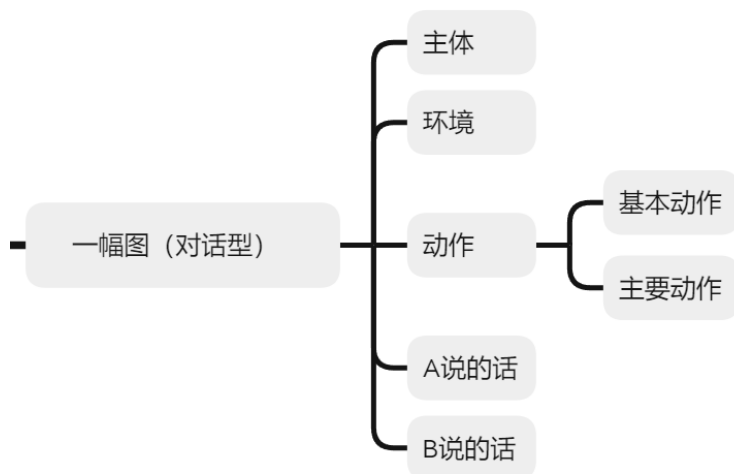 主体
环境
一幅图（对话型）
动作
基本动作
主要动作
A说的话
B说的话